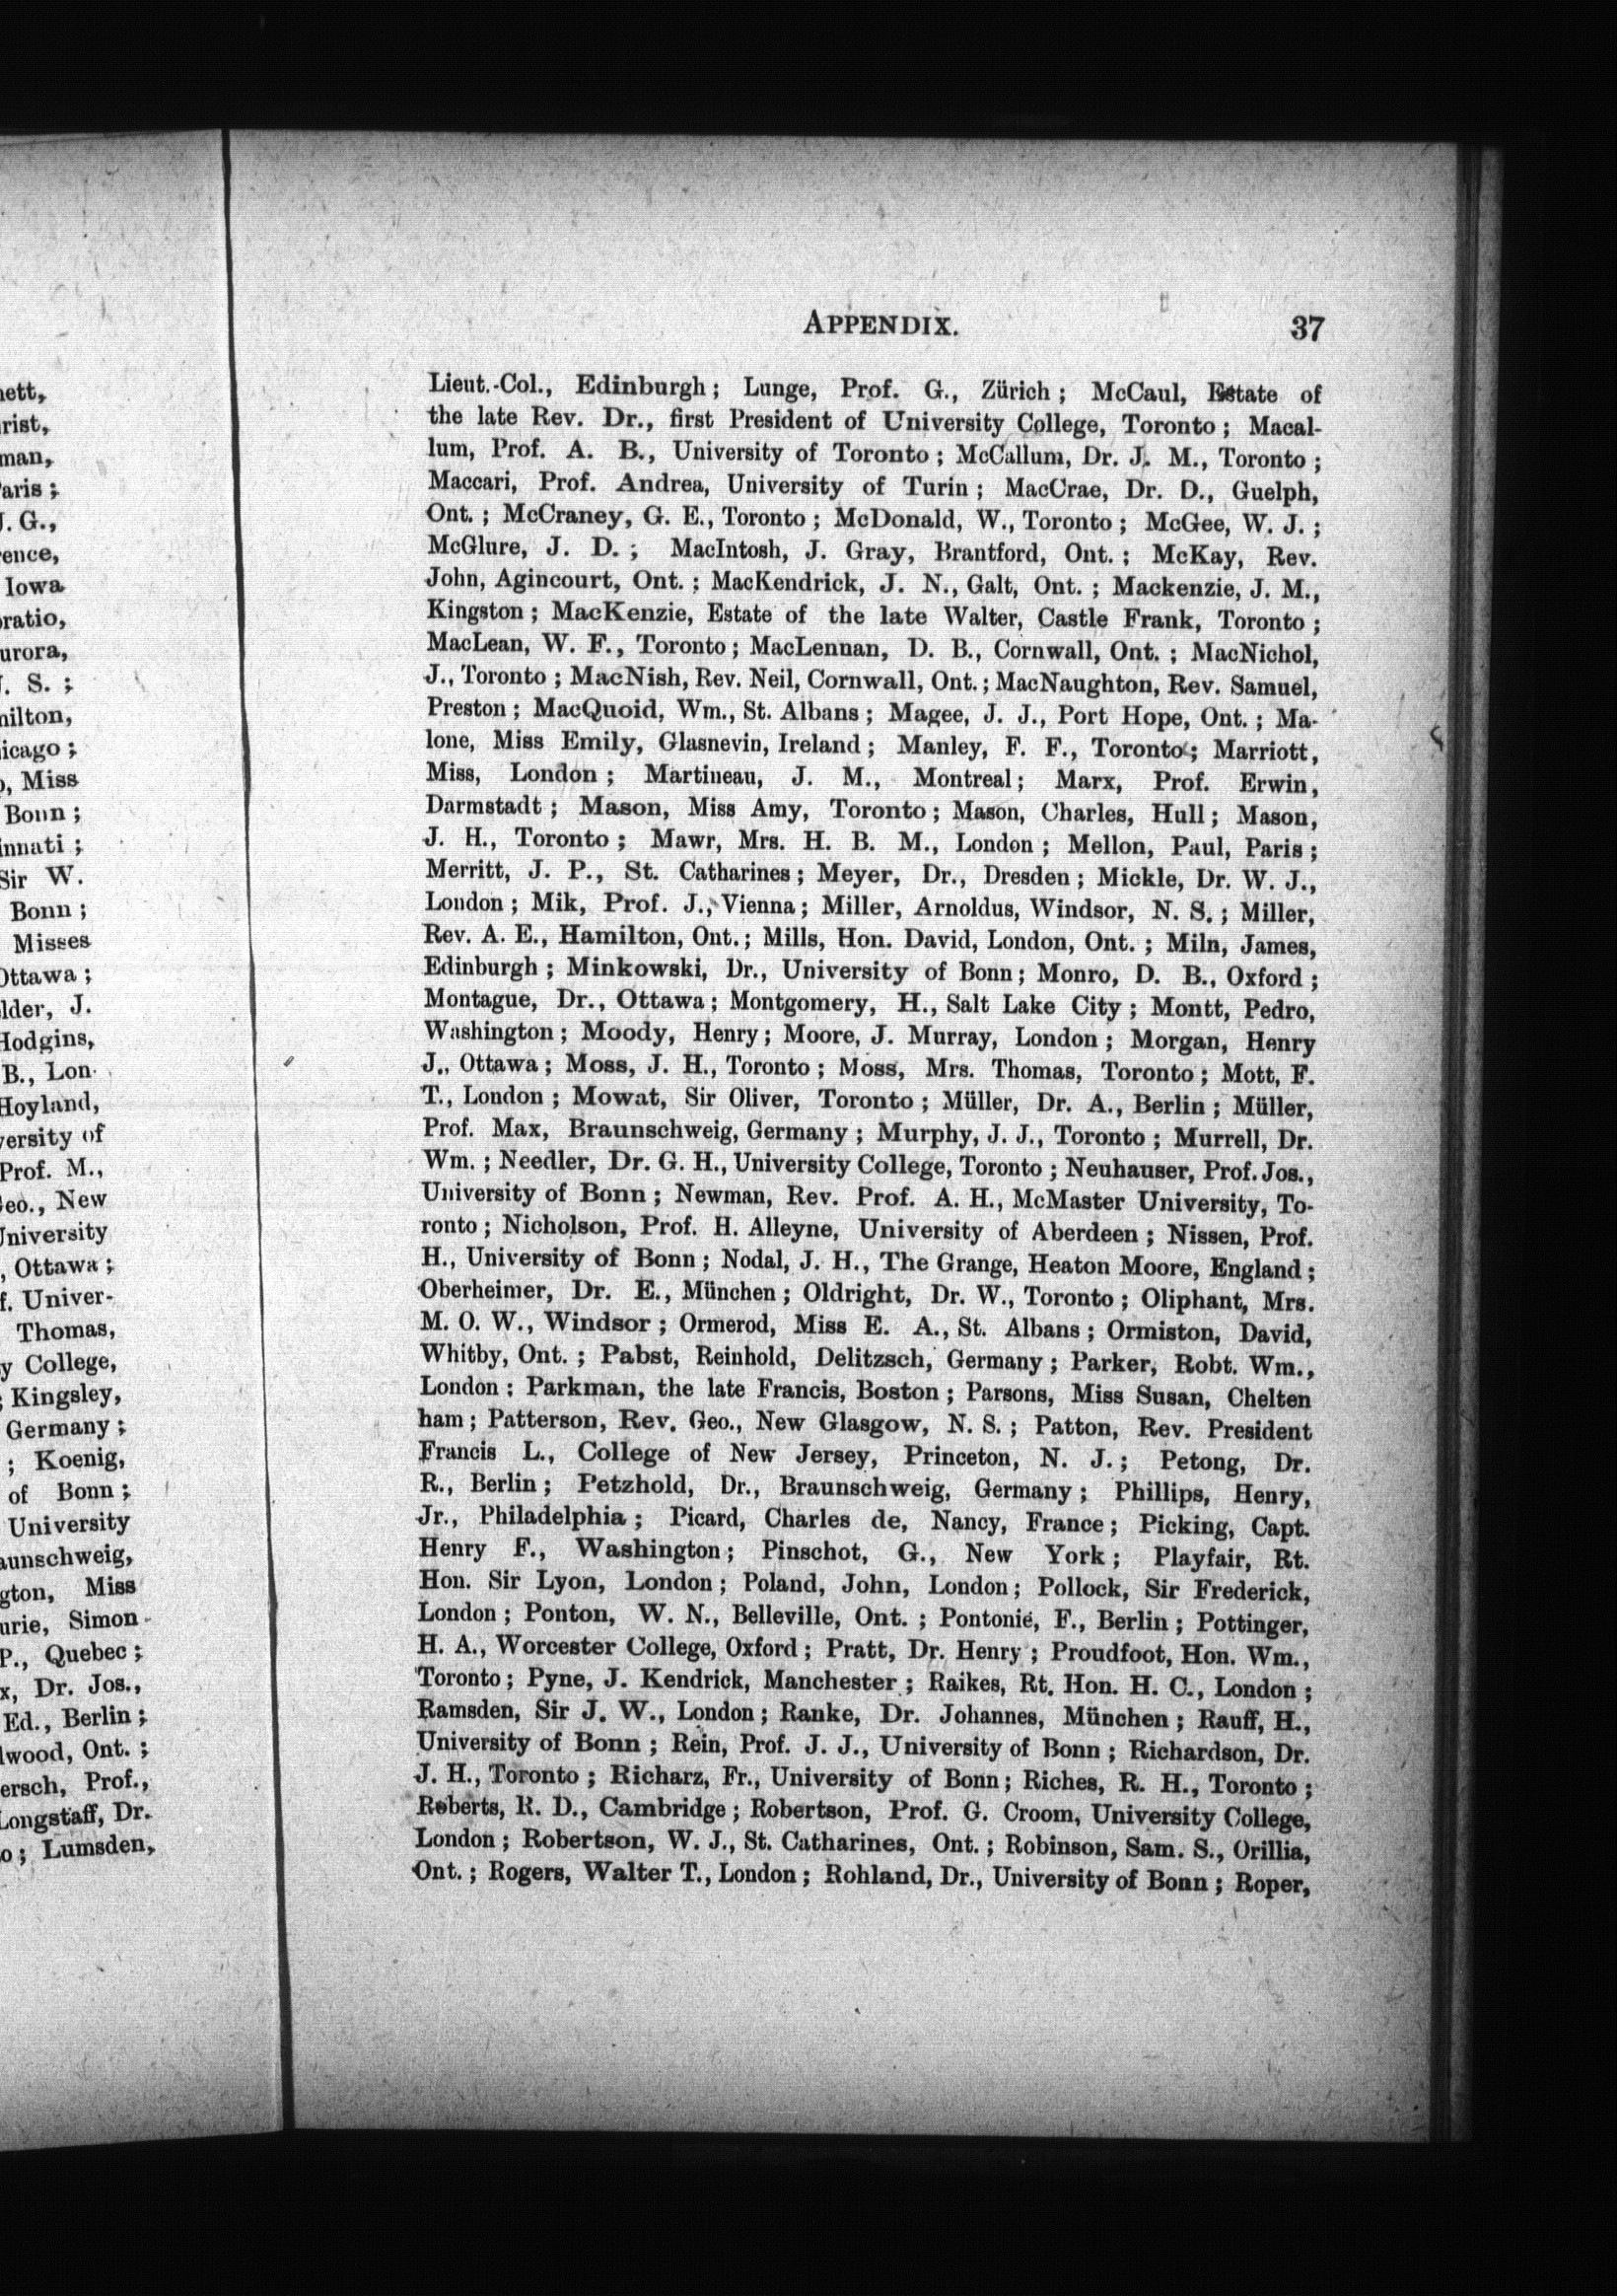 APPENDIX. 37
Lieut.-Col., Edinburgh; Lunge, Prof. G., Zürich; McCaul, Estate of
the late Rev. Dr., first President of University College, Toronto; Macal-
lum, Prof. A. B., University of Toronto; McCallum, Dr. J. M., Toronto;
Maccari, Prof. Andrea, University of Turin; MacCrae, Dr. D., Guelph,
Ont.; McCraney, G. E., Toronto; McDonald, W., Toronto; McGee, W. J.;
McGlure, J. D.; MacIntosh, J. Gray, Brantford, Ont.; McKay, Rev.
John, Agincourt, Ont.; MacKendrick, J. N., Galt, Ont.; Mackenzie, J. M.,
Kingston; MacKenzie, Estate of the late Walter, Castle Frank, Toronto;
MacLean, W. F., Toronto; MacLennan, D. B., Cornwall, Ont.; MacNichol,
J., Toronto; MacNish, Rev. Neil, Cornwall, Ont.; MacNaughton, Rev. Samuel,
Preston; MacQuoid, Wm., St. Albans; Magee, J. J., Port Hope, Ont.; Ma-
lone, Miss Emily, Glasnevin, Ireland; Manley, F. F., Toronto; Marriott,
Miss, London; Martineau, J. M., Montreal; Marx, Prof. Erwin,
Darmstadt; Mason, Miss Amy, Toronto; Mason, Charles, Hull; Mason,
J. H., Toronto; Mawr, Mrs. H. B. M., London; Mellon, Paul, Paris;
Merritt, J. P., St. Catharines; Meyer, Dr., Dresden; Mickle, Dr. W. J.,
London; Mik, Prof. J., Vienna; Miller, Arnoldus, Windsor, N. S.; Miller,
Rev. A. E., Hamilton, Ont.; Mills, Hon. David, London, Ont.; Miln, James,
Edinburgh; Minkowski, Dr., University of Bonn; Monro, D. B., Oxford;
Montague, Dr., Ottawa; Montgomery, H., Salt Lake City; Montt, Pedro,
Washington; Moody, Henry; Moore, J. Murray, London; Morgan, Henry
J., Ottawa; Moss, J. H., Toronto; Moss, Mrs. Thomas, Toronto; Mott, F.
T., London; Mowat, Sir Oliver, Toronto; Müller, Dr. A., Berlin; Müller,
Prof. Max, Braunschweig, Germany; Murphy, J. J., Toronto; Murrell, Dr.
Wm.; Needler, Dr. G. H., University College, Toronto; Neuhauser, Prof. Jos.,
University of Bonn; Newman, Rev. Prof. A. H., McMaster University, To-
ronto; Nicholson, Prof. H. Alleyne, University of Aberdeen; Nissen, Prof.
H., University of Bonn; Nodal, J. H., The Grange, Heaton Moore, England;
Oberheimer, Dr. E., München; Oldright, Dr. W., Toronto; Oliphant, Mrs.
M. O. W., Windsor; Ormerod, Miss E. A., St. Albans; Ormiston, David,
Whitby, Ont.; Pabst, Reinhold, Delitzsch, Germany; Parker, Robt. Wm.,
London; Parkman, the late Francis, Boston; Parsons, Miss Susan, Chelten
ham; Patterson, Rev. Geo., New Glasgow, N. S.; Patton, Rev. President
Francis L., College of New Jersey, Princeton, N. J.; Petong, Dr.
R., Berlin; Petzhold, Dr., Braunschweig, Germany; Phillips, Henry,
Jr., Philadelphia; Picard, Charles de, Nancy, France; Picking, Capt.
Henry F., Washington; Pinschot, G., New York; Playfair, Rt.
Hon. Sir Lyon, London; Poland, John, London; Pollock, Sir Frederick,
London; Ponton, W. N., Belleville, Ont.; Pontonié, F., Berlin; Pottinger,
H. A., Worcester College, Oxford; Pratt, Dr. Henry; Proudfoot, Hon. Wm.,
Toronto; Pyne, J. Kendrick, Manchester; Raikes, Rt. Hon. H. C., London;
Ramsden, Sir J. W., London; Ranke, Dr. Johannes, München; Rauff, H.,
University of Bonn; Rein, Prof. J. J., University of Bonn; Richardson, Dr.
J. H., Toronto; Richarz, Fr., University of Bonn; Riches, R. H., Toronto;
Roberts, R. D., Cambridge; Robertson, Prof. G. Croom, University College,
London; Robertson, W. J., St. Catharines, Ont.; Robinson, Sam. S., Orillia,
Ont.; Rogers, Walter T., London; Rohland, Dr., University of Bonn; Roper,